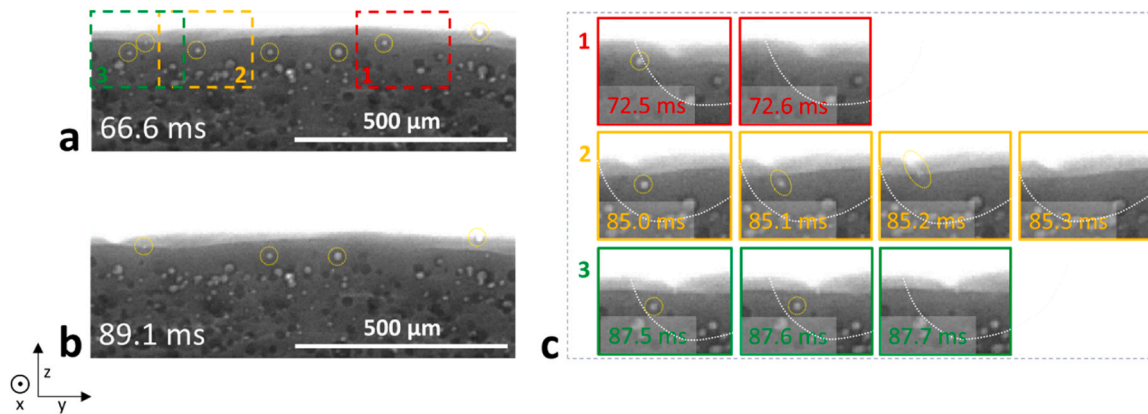 3
2
1
66.6 ms
500 µm
a
89.1 ms
500 µm
b
z
x
y
1
72.5 ms
72.6 ms
2
85.0 ms
85.1 ms
85.2 ms
85.3 ms
3
87.5 ms
87.6 ms
87.7 ms
c